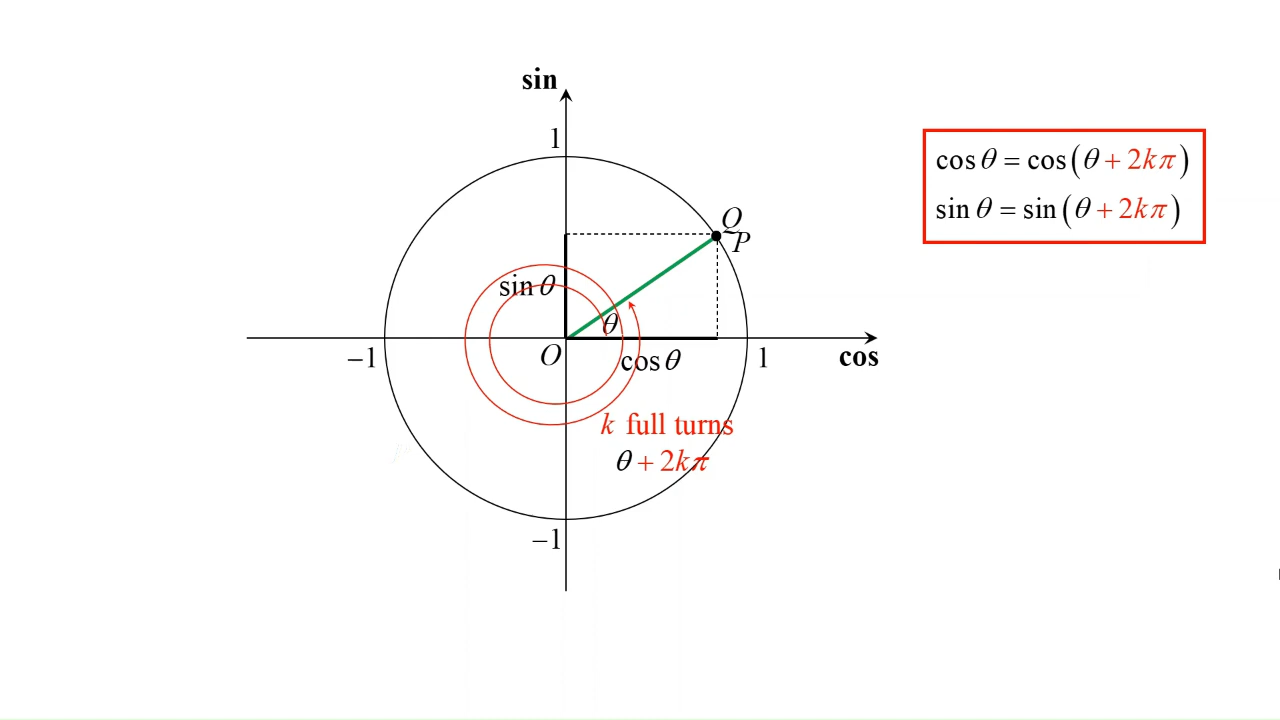 sin
1
cos θ = cos(θ + 2kπ)
sin θ = sin(θ + 2kπ)
Q
P
sin θ
θ
−1
O
cos θ
1
cos
k full turns
θ + 2kπ
−1